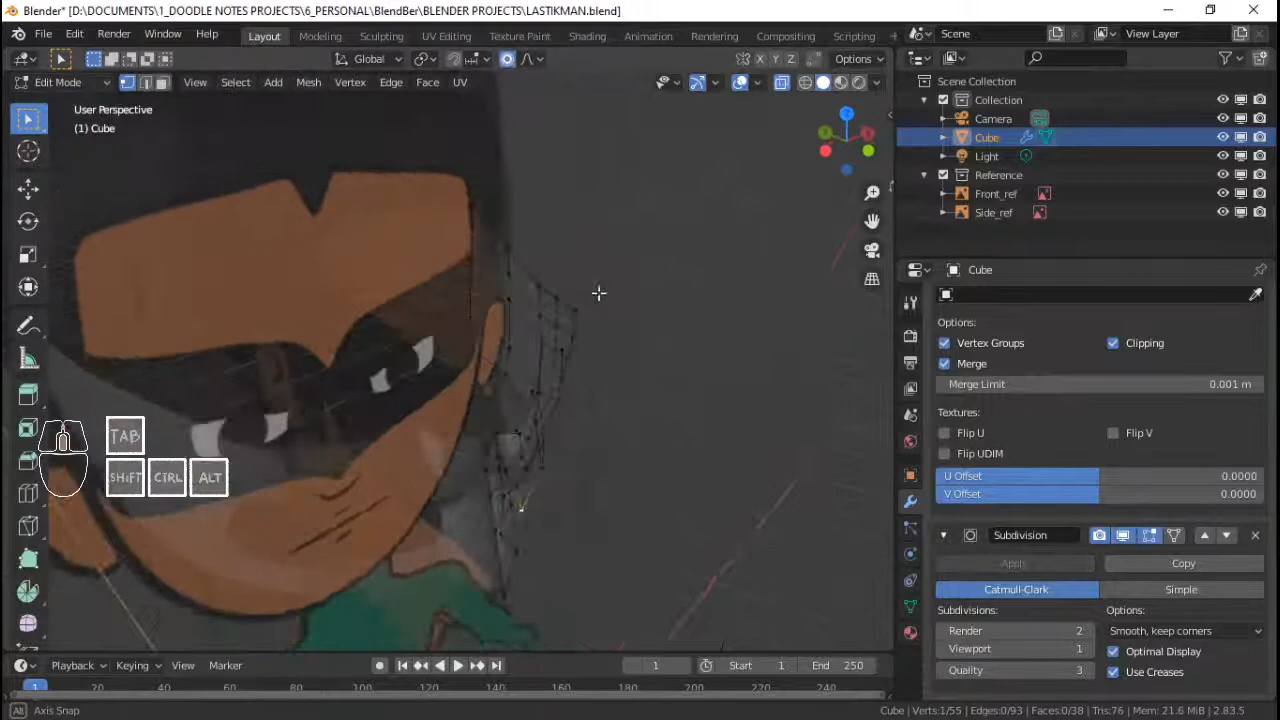 Blender* [D:\DOCUMENTS\1_DOODLE NOTES PROJECTS\6_PERSONAL\BlendBer\BLENDER PROJECTS\LASTIKMAN.blend]
File Edit Render Window Help Layout Modeling Sculpting UV Editing Texture Paint Shading Animation Rendering Compositing Scripting Scene View Layer
Global X Y Z Options
Edit Mode View Select Add Mesh Vertex Edge Face UV
User Perspective
(1) Cube
Z
Scene Collection
Collection
Camera
Cube
Light
Reference
Front_ref
Side_ref
Cube
Options:
Vertex Groups Clipping
Merge
Merge Limit 0.001 m
Textures:
Flip U Flip V
Flip UDIM
U Offset 0.0000
V Offset 0.0000
Subdivision
Apply Copy
Catmull-Clark Simple
Subdivisions: Options:
Render 2 Smooth, keep corners
Viewport 1 Optimal Display
Quality 3 Use Creases
TAB
SHIFT CTRL ALT
Playback Keying View Marker 1 Start 1 End 250
1 20 40 60 80 100 120 140 160 180 200 220 240
Alt Axis Snap
Cube | Verts:1/55 | Edges:0/93 | Faces:0/38 | Tris:76 | Mem: 21.6 MiB | 2.83.5